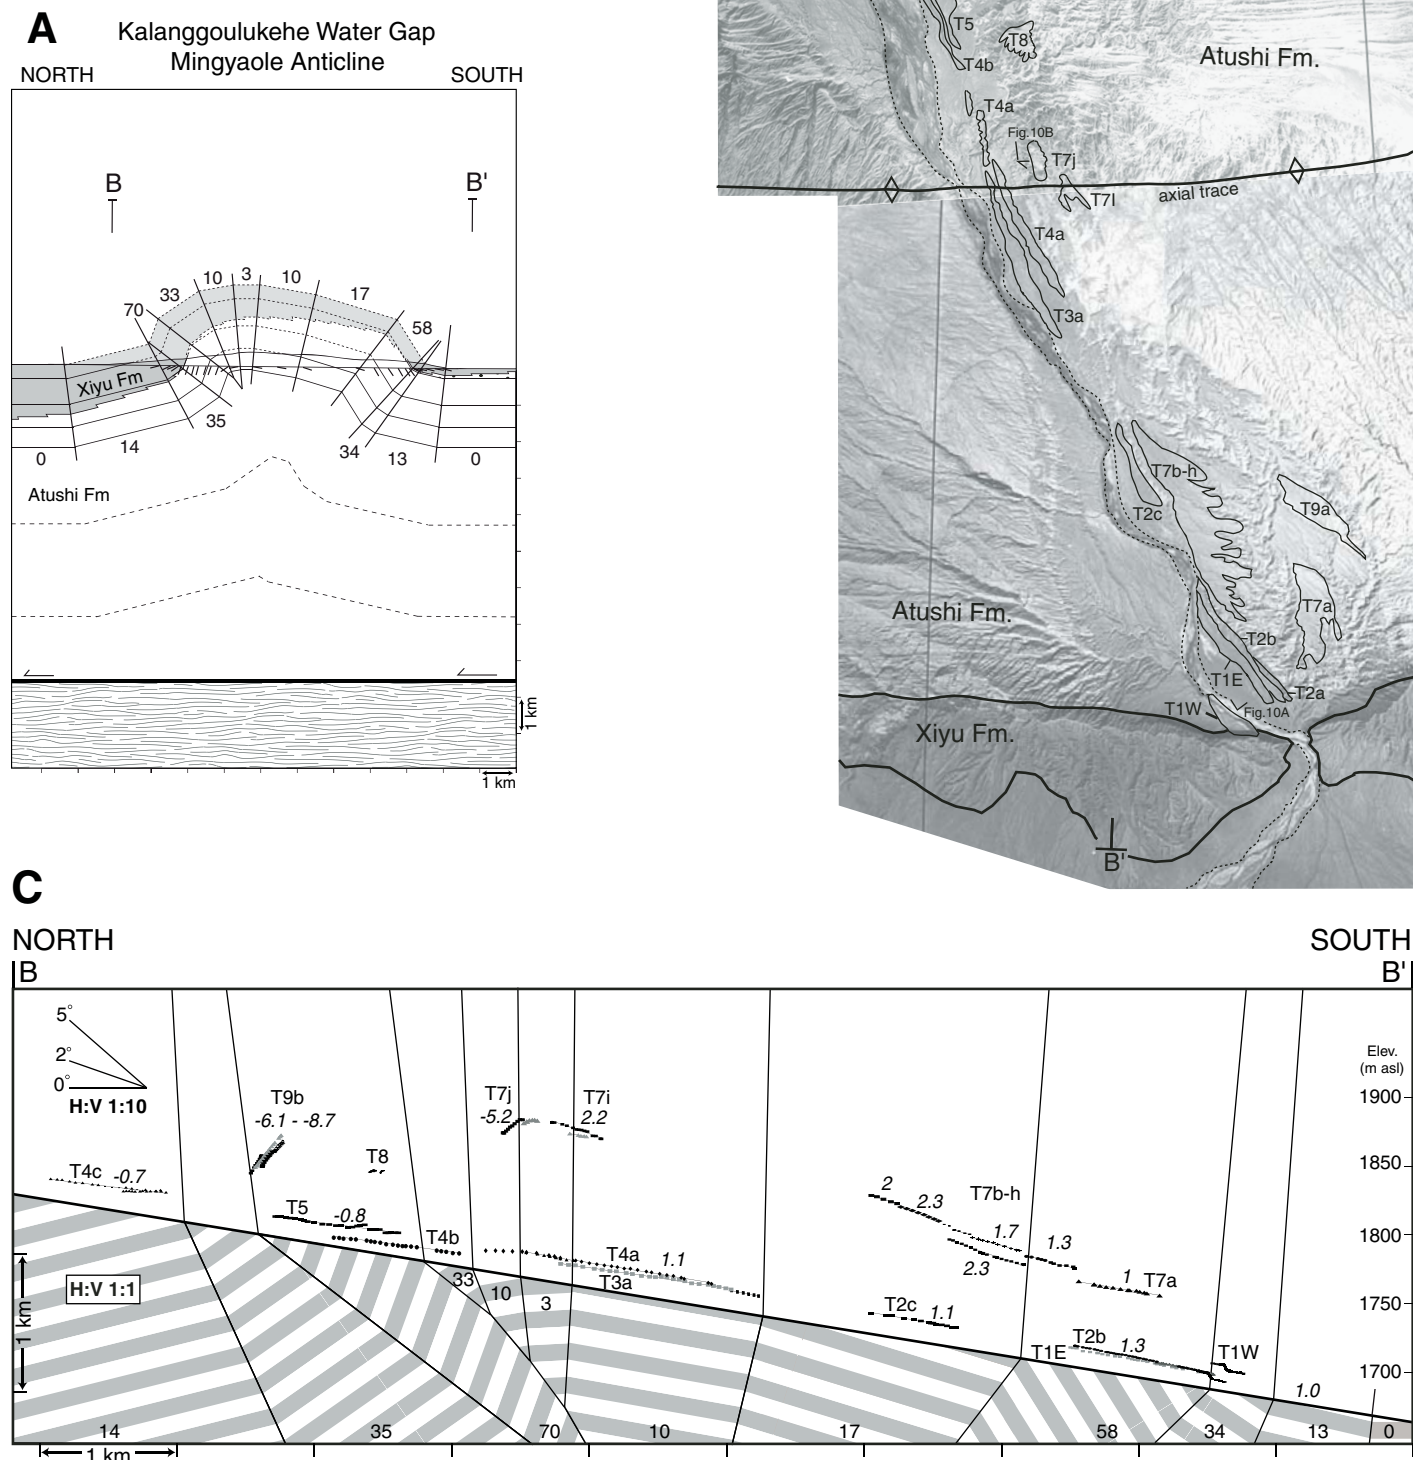 A
Kalanggoulukehe Water Gap
Mingyaole Anticline
NORTH SOUTH
B B'
70 33 10 3 10 17 58
Xiyu Fm
35
14
0
34 13 0
Atushi Fm
1 km
1 km
T5
T8
T4b
Atushi Fm.
T4a
Fig.10B
T7j
T7l
axial trace
T4a
T3a
T7b-h
T2c
T9a
T7a
Atushi Fm.
T2b
T1E
T2a
T1W
Fig.10A
Xiyu Fm.
B'
C
NORTH SOUTH
B B'
5°
2°
0°
H:V 1:10
Elev.
(m asl)
1900
1850
1800
1750
1700
T9b
-6.1 - -8.7
T7j
-5.2
T7i
2.2
T8
T4c -0.7
T5 -0.8
T4b
T4a 1.1
T3a
2
2.3
T7b-h
1.7
1.3
2.3
1 T7a
T2c 1.1
T2b
1.3
T1E
T1W
1.0
H:V 1:1
1 km
33
10
3
14 35 70 10 17 58 34 13 0
1 km